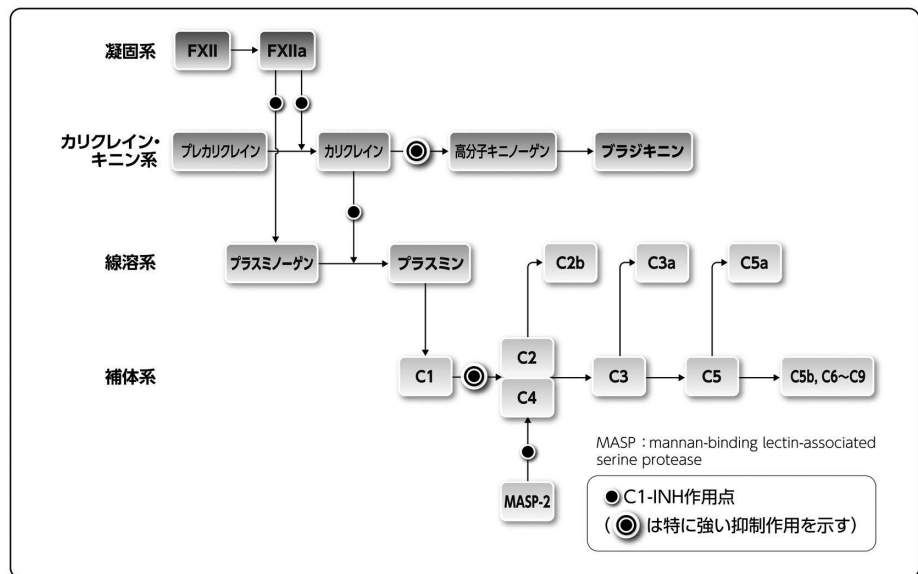 凝固系
FXII
FXIIa
カリクレイン・
キニン系
プレカリクレイン
カリクレイン
高分子キニノーゲン
ブラジキニン
線溶系
プラスミノーゲン
プラスミン
C2b
C3a
C5a
補体系
C1
C2
C4
C3
C5
C5b, C6～C9
MASP-2
MASP：mannan-binding lectin-associated
serine protease
●C1-INH作用点
（◉は特に強い抑制作用を示す）